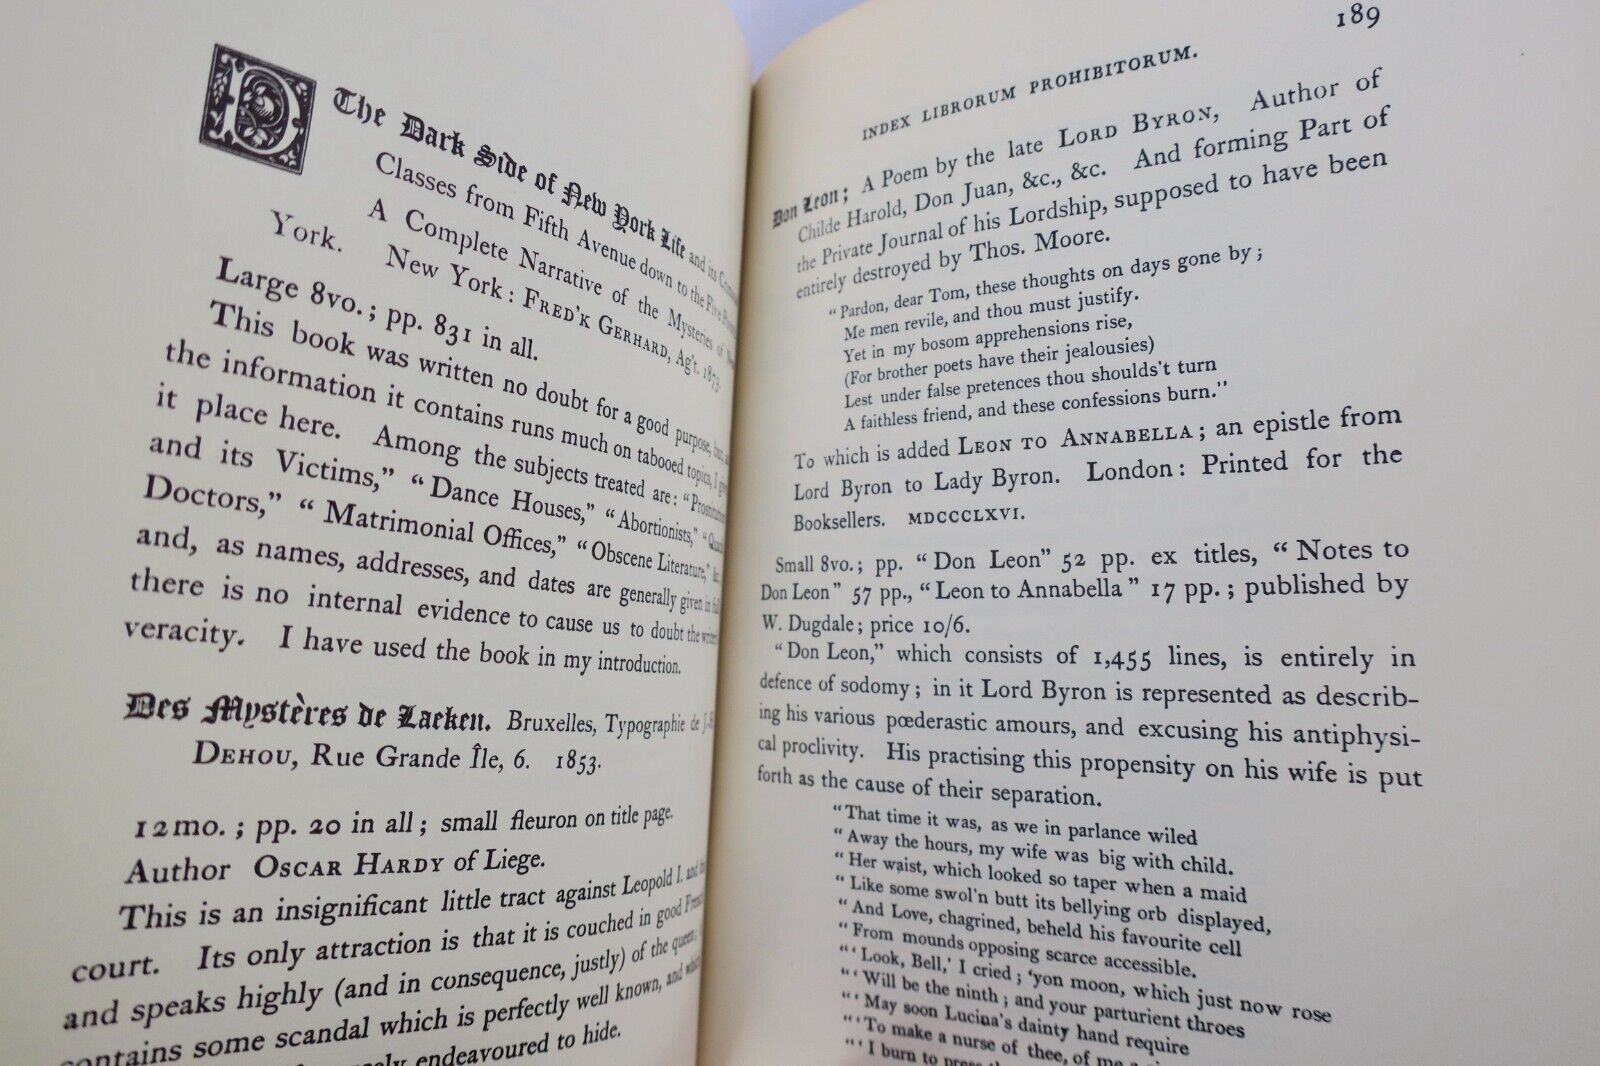 D
The Dark Side of New York Life and its
Classes from Fifth Avenue down to the Five
A Complete Narrative of the Mysteries of
York. New York: FRED'K GERHARD, Ag't. 1873.
Large 8vo.; pp. 831 in all.
This book was written no doubt for a good purpose, but
the information it contains runs much on tabooed topics, I
it place here. Among the subjects treated are: "
and its Victims," "Dance Houses," "Abortionists," "
Doctors," "Matrimonial Offices," "Obscene Literature,"
and, as names, addresses, and dates are generally given in
there is no internal evidence to cause us to doubt the
veracity. I have used the book in my introduction.
Des Mystères de Laeken. Bruxelles, Typographie de
DEHOU, Rue Grande Île, 6. 1853.
12mo.; pp. 20 in all; small fleuron on title page.
Author OSCAR HARDY of Liege.
This is an insignificant little tract against Leopold I. and
court. Its only attraction is that it is couched in good
and speaks highly (and in consequence, justly) of the queen;
contains some scandal which is perfectly well known, and
endeavoured to hide.
189
INDEX LIBRORUM PROHIBITORUM.
Don Leon; A Poem by the late LORD BYRON, Author of
Childe Harold, Don Juan, &c., &c. And forming Part of
the Private Journal of his Lordship, supposed to have been
entirely destroyed by Thos. Moore.
"Pardon, dear Tom, these thoughts on days gone by;
Me men revile, and thou must justify.
Yet in my bosom apprehensions rise,
(For brother poets have their jealousies)
Lest under false pretences thou shoulds't turn
A faithless friend, and these confessions burn."
To which is added LEON TO ANNABELLA; an epistle from
Lord Byron to Lady Byron. London: Printed for the
Booksellers. MDCCCLXVI.
Small 8vo.; pp. "Don Leon" 52 pp. ex titles, "Notes to
Don Leon" 57 pp., "Leon to Annabella" 17 pp.; published by
W. Dugdale; price 10/6.
"Don Leon," which consists of 1,455 lines, is entirely in
defence of sodomy; in it Lord Byron is represented as describ-
ing his various pœderastic amours, and excusing his antiphysi-
cal proclivity. His practising this propensity on his wife is put
forth as the cause of their separation.
"That time it was, as we in parlance wiled
"Away the hours, my wife was big with child.
"Her waist, which looked so taper when a maid
"Like some swol'n butt its bellying orb displayed,
"And Love, chagrined, beheld his favourite cell
"From mounds opposing scarce accessible.
"'Look, Bell,' I cried; 'yon moon, which just now rose
"'Will be the ninth; and your parturient throes
"'May soon Lucina's dainty hand require
"'To make a nurse of thee, of me
"'I burn to press